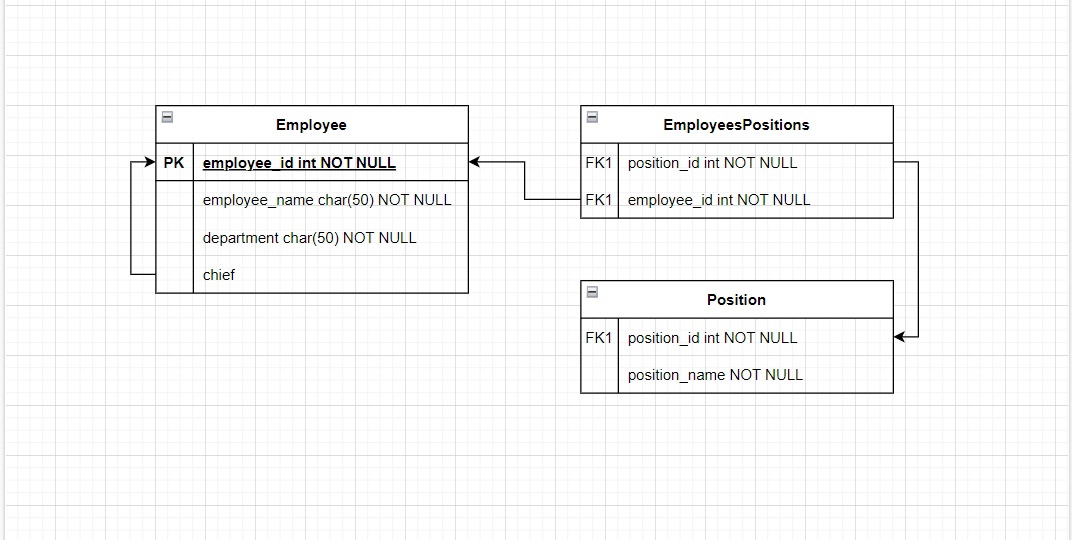 Employee
PK employee_id int NOT NULL
employee_name char(50) NOT NULL
department char(50) NOT NULL
chief
EmployeesPositions
FK1 position_id int NOT NULL
FK1 employee_id int NOT NULL
Position
FK1 position_id int NOT NULL
position_name NOT NULL